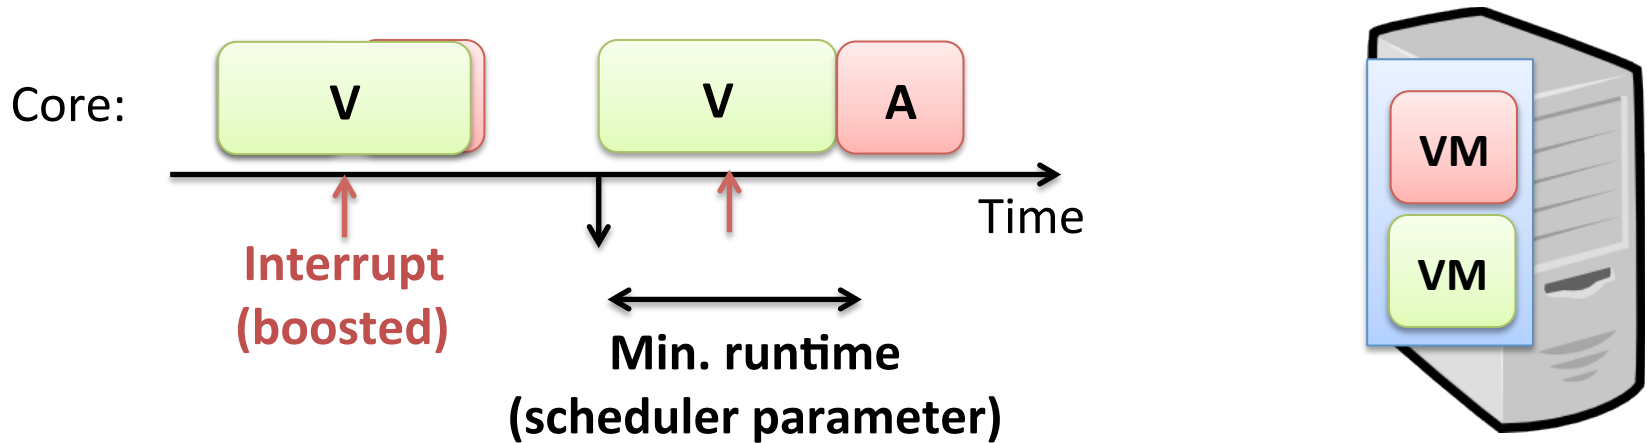 Core:
V
V
A
Time
Interrupt
(boosted)
Min. runtime
(scheduler parameter)
VM
VM